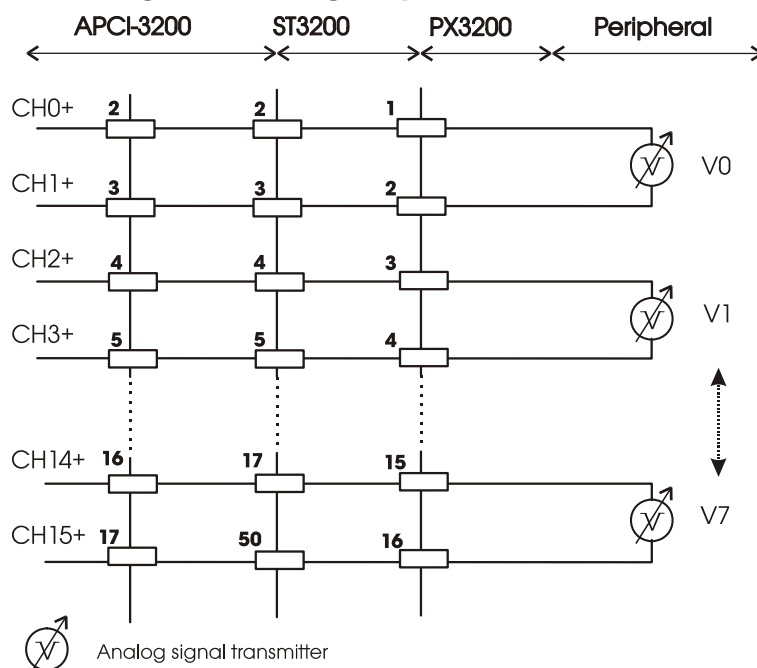 APCI-3200 ST3200 PX3200 Peripheral
CH0+ 2 2 1
V0
CH1+ 3 3 2
CH2+ 4 4 3
V1
CH3+ 5 5 4
CH14+ 16 17 15
V7
CH15+ 17 50 16
V Analog signal transmitter